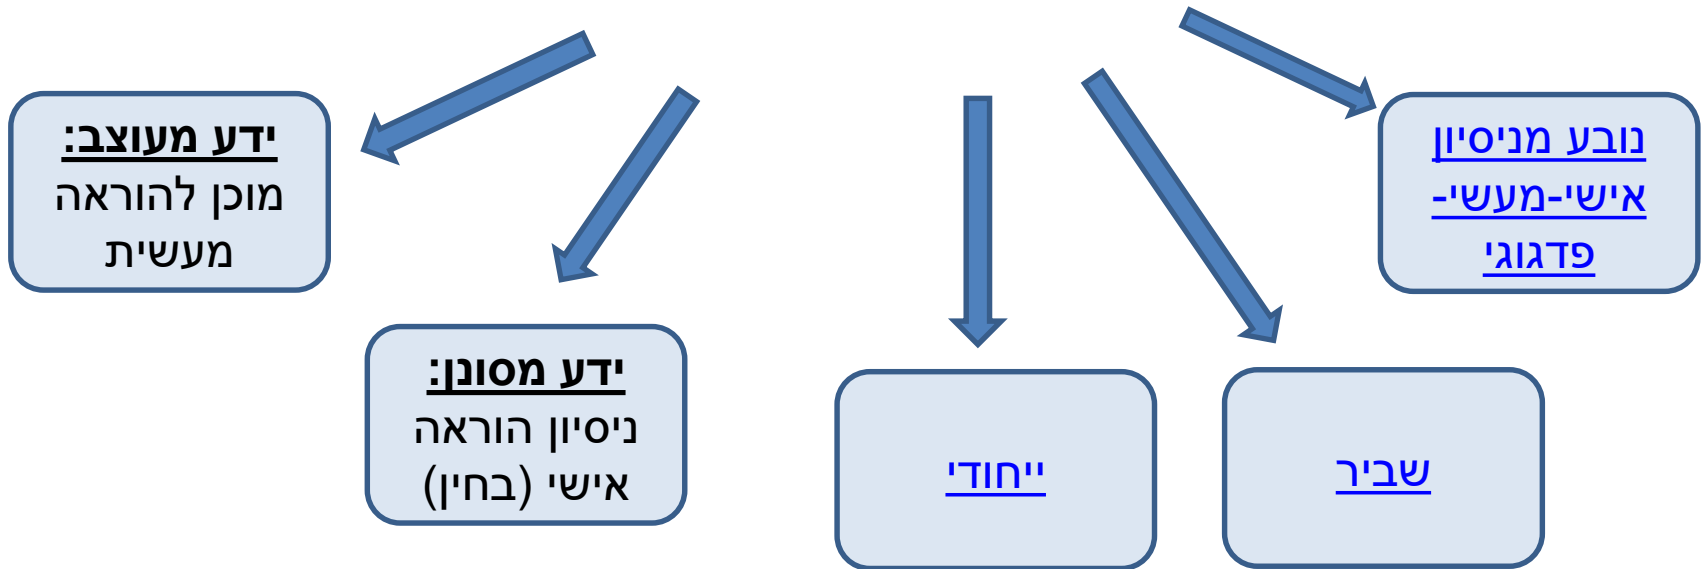 נובע מניסיון
אישי-מעשי-
פדגוגי
שביר
ייחודי
ידע מסונן:
ניסיון הוראה
אישי (בחין)
ידע מעוצב:
מוכן להוראה
מעשית